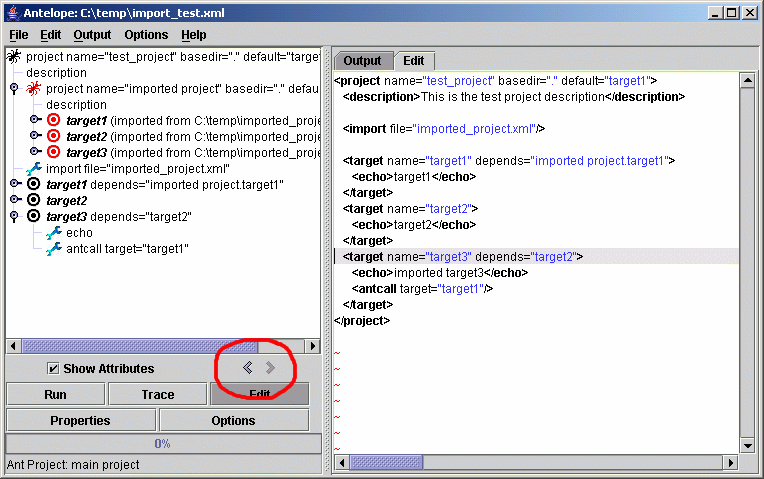 Antelope: C:\temp\import_test.xml
File Edit Output Options Help
project name="test_project" basedir="." default="targe
description
project name="imported project" basedir="." defau
description
target1 (imported from C:\temp\imported_proje
target2 (imported from C:\temp\imported_proje
target3 (imported from C:\temp\imported_proje
import file="imported_project.xml"
target1 depends="imported project.target1"
target2
target3 depends="target2"
echo
antcall target="target1"
Show Attributes
Run Trace Edit
Properties Options
0%
Ant Project: main project
Output Edit
<project name="test_project" basedir="." default="target1">
<description>This is the test project description</description>
<import file="imported_project.xml"/>
<target name="target1" depends="imported project.target1">
<echo>target1</echo>
</target>
<target name="target2">
<echo>target2</echo>
</target>
<target name="target3" depends="target2">
<echo>imported target3</echo>
<antcall target="target1"/>
</target>
</project>
~
~
~
~
~
~
~